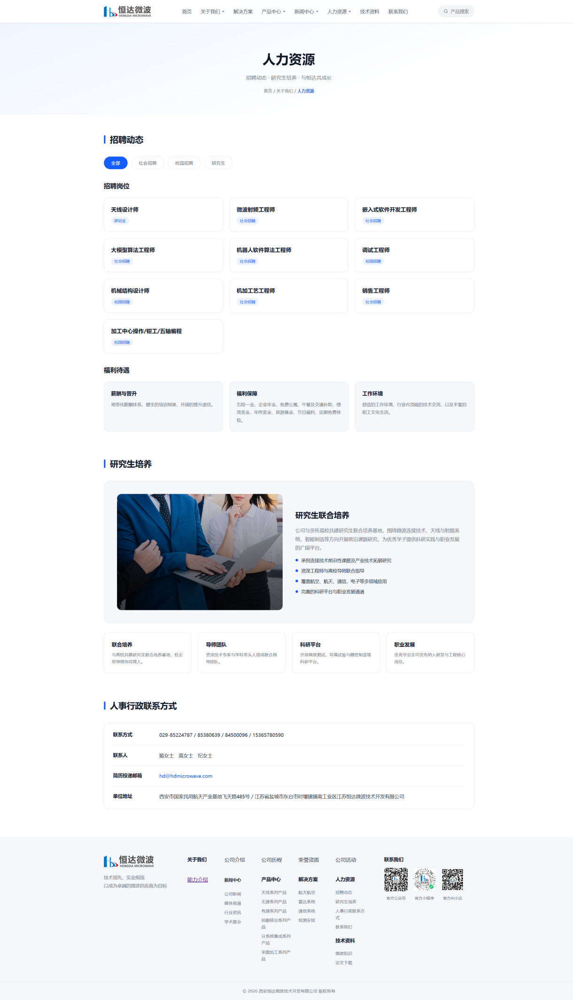 恒达微波
HENGDA MICROWAVE
首页 关于我们 解决方案 产品中心 新闻中心 人力资源 技术资料 联系我们 产品搜索
人力资源
招聘动态 · 研究生培养 · 与恒达共成长
首页 / 关于我们 / 人力资源
招聘动态
全部 社会招聘 校园招聘 研究生
招聘岗位
天线设计师
研究生
微波射频工程师
社会招聘
嵌入式软件开发工程师
社会招聘
大模型算法工程师
社会招聘
机器人软件算法工程师
社会招聘
调试工程师
校园招聘
机械结构设计师
校园招聘
机加工艺工程师
社会招聘
销售工程师
社会招聘
加工中心操作/钳工/五轴编程
校园招聘
福利待遇
薪酬与晋升
宽带化薪酬体系、健全的培训制度、开阔的晋升途径。
福利保障
五险一金、企业年金、免费公寓、午餐及交通补助、绩
效奖金、年终奖金、旅游基金、节日福利、定期免费体
检。
工作环境
舒适的工作环境、行业内顶端的技术交流，以及丰富的
职工文化生活。
研究生培养
研究生联合培养
公司与多所高校共建研究生联合培养基地，围绕微波连接技术、天线与射频系
统、智能制造等方向开展前沿课题研究，为优秀学子提供科研实践与职业发展
的广阔平台。
承担连接技术前沿性课题及产业技术拓展研究
资深工程师与高校导师联合指导
覆盖航空、航天、通信、电子等多领域应用
完善的科研平台与职业发展通道
联合培养
与高校共建研究生联合培养基地，校企
双导师协同育人。
导师团队
资深技术专家与学科带头人组成联合指
导团队。
科研平台
开放微波测试、环境试验与精密制造等
科研平台。
职业发展
优秀毕业生可优先纳入研发与工程核心
岗位。
人事行政联系方式
联系方式 029-85224787 / 85380639 / 84500096 / 15365780590
联系人 姬女士 高女士 纪女士
简历投递邮箱 hd@hdmicrowave.com
单位地址 西安市国家民用航天产业基地飞天路485号 / 江苏省盐城市东台市时堰镇镇南工业区江苏恒达微波技术开发有限公司
恒达微波
HENGDA MICROWAVE
技术领先，实业报国
以成为卓越的微波供应商为目标
关于我们
能力介绍
公司介绍
新闻中心
公司新闻
媒体报道
行业资讯
学术展会
公司历程
产品中心
天线系列产品
无源系列产品
有源系列产品
伺服转台系列产
品
分系统集成系列
产品
来图加工系列产
品
荣誉资质
解决方案
航天航空
雷达系统
通信系统
检测安检
公司活动
人力资源
招聘动态
研究生培养
人事行政联系方
式
联系我们
技术资料
微波知识
论文下载
联系我们
官方公众号 官方小程序 官方AI小达
© 2026 西安恒达微波技术开发有限公司 版权所有